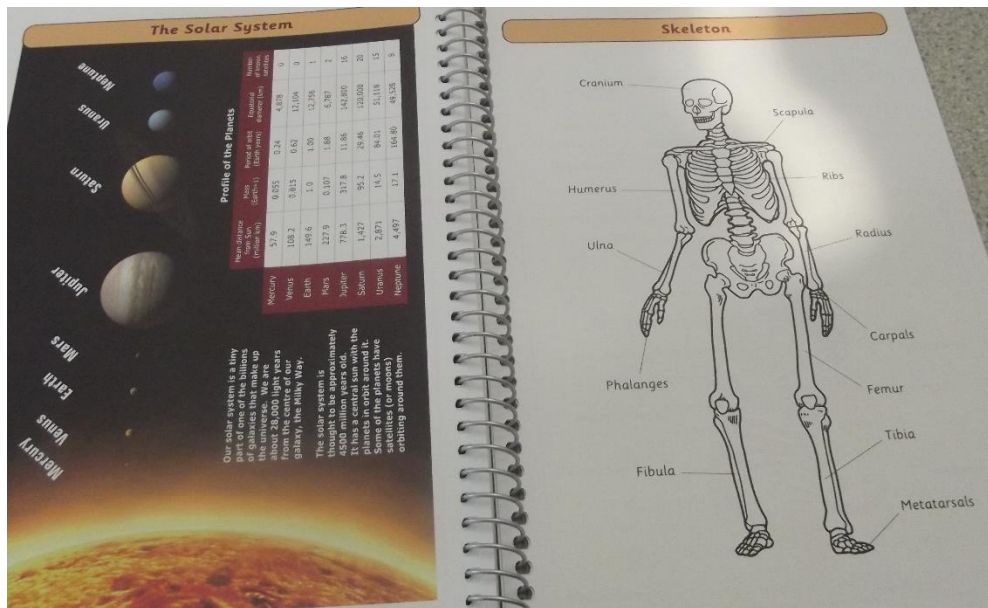 The Solar System
Neptune
Uranus
Saturn
Jupiter
Mars
Earth
Venus
Mercury
Profile of the Planets
Mean distance from Sun (million km) Mass (Earth=1) Period of orbit (Earth years) Equatorial diameter (km) Number of known satellites
Mercury 57.9 0.055 0.24 4,878 0
Venus 108.2 0.815 0.62 12,104 0
Earth 149.6 1.0 1.00 12,756 1
Mars 227.9 0.107 1.88 6,787 2
Jupiter 778.3 317.8 11.86 142,800 16
Saturn 1,427 95.2 29.46 120,000 20
Uranus 2,871 14.5 84.01 51,118 15
Neptune 4,497 17.1 164.80 49,528 8
Our solar system is a tiny
part of one of the billions
of galaxies that make up
the universe. We are
about 28,000 light years
from the centre of our
galaxy, the Milky Way.
The solar system is
thought to be approximately
4500 million years old.
It has a central sun with the
planets in orbit around it.
Some of the planets have
satellites (or moons)
orbiting around them.
Skeleton
Cranium
Scapula
Humerus
Ribs
Ulna
Radius
Carpals
Phalanges
Femur
Tibia
Fibula
Metatarsals